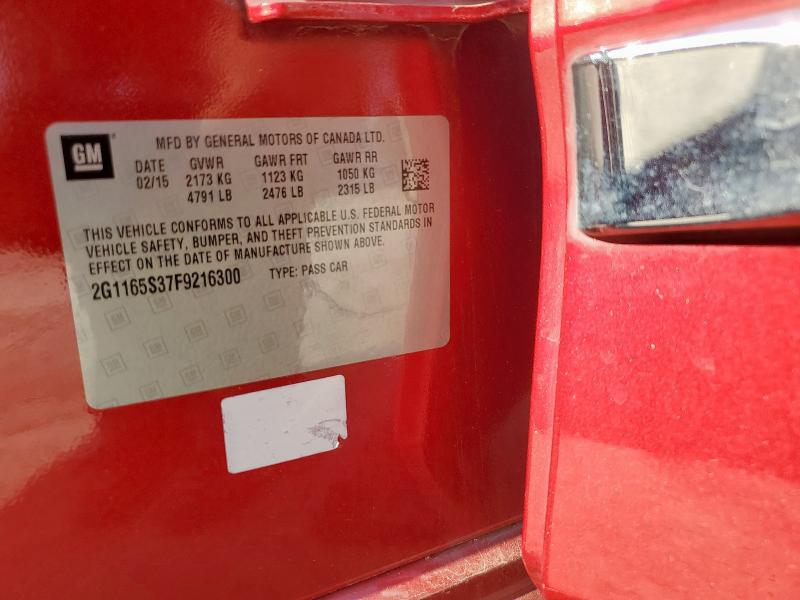 GM
MFD BY GENERAL MOTORS OF CANADA LTD.
DATE GVWR GAWR FRT GAWR RR
02/15 2173 KG 1123 KG 1050 KG
4791 LB 2476 LB 2315 LB
THIS VEHICLE CONFORMS TO ALL APPLICABLE U.S. FEDERAL MOTOR
VEHICLE SAFETY, BUMPER, AND THEFT PREVENTION STANDARDS IN
EFFECT ON THE DATE OF MANUFACTURE SHOWN ABOVE.
2G1165S37F9216300 TYPE: PASS CAR